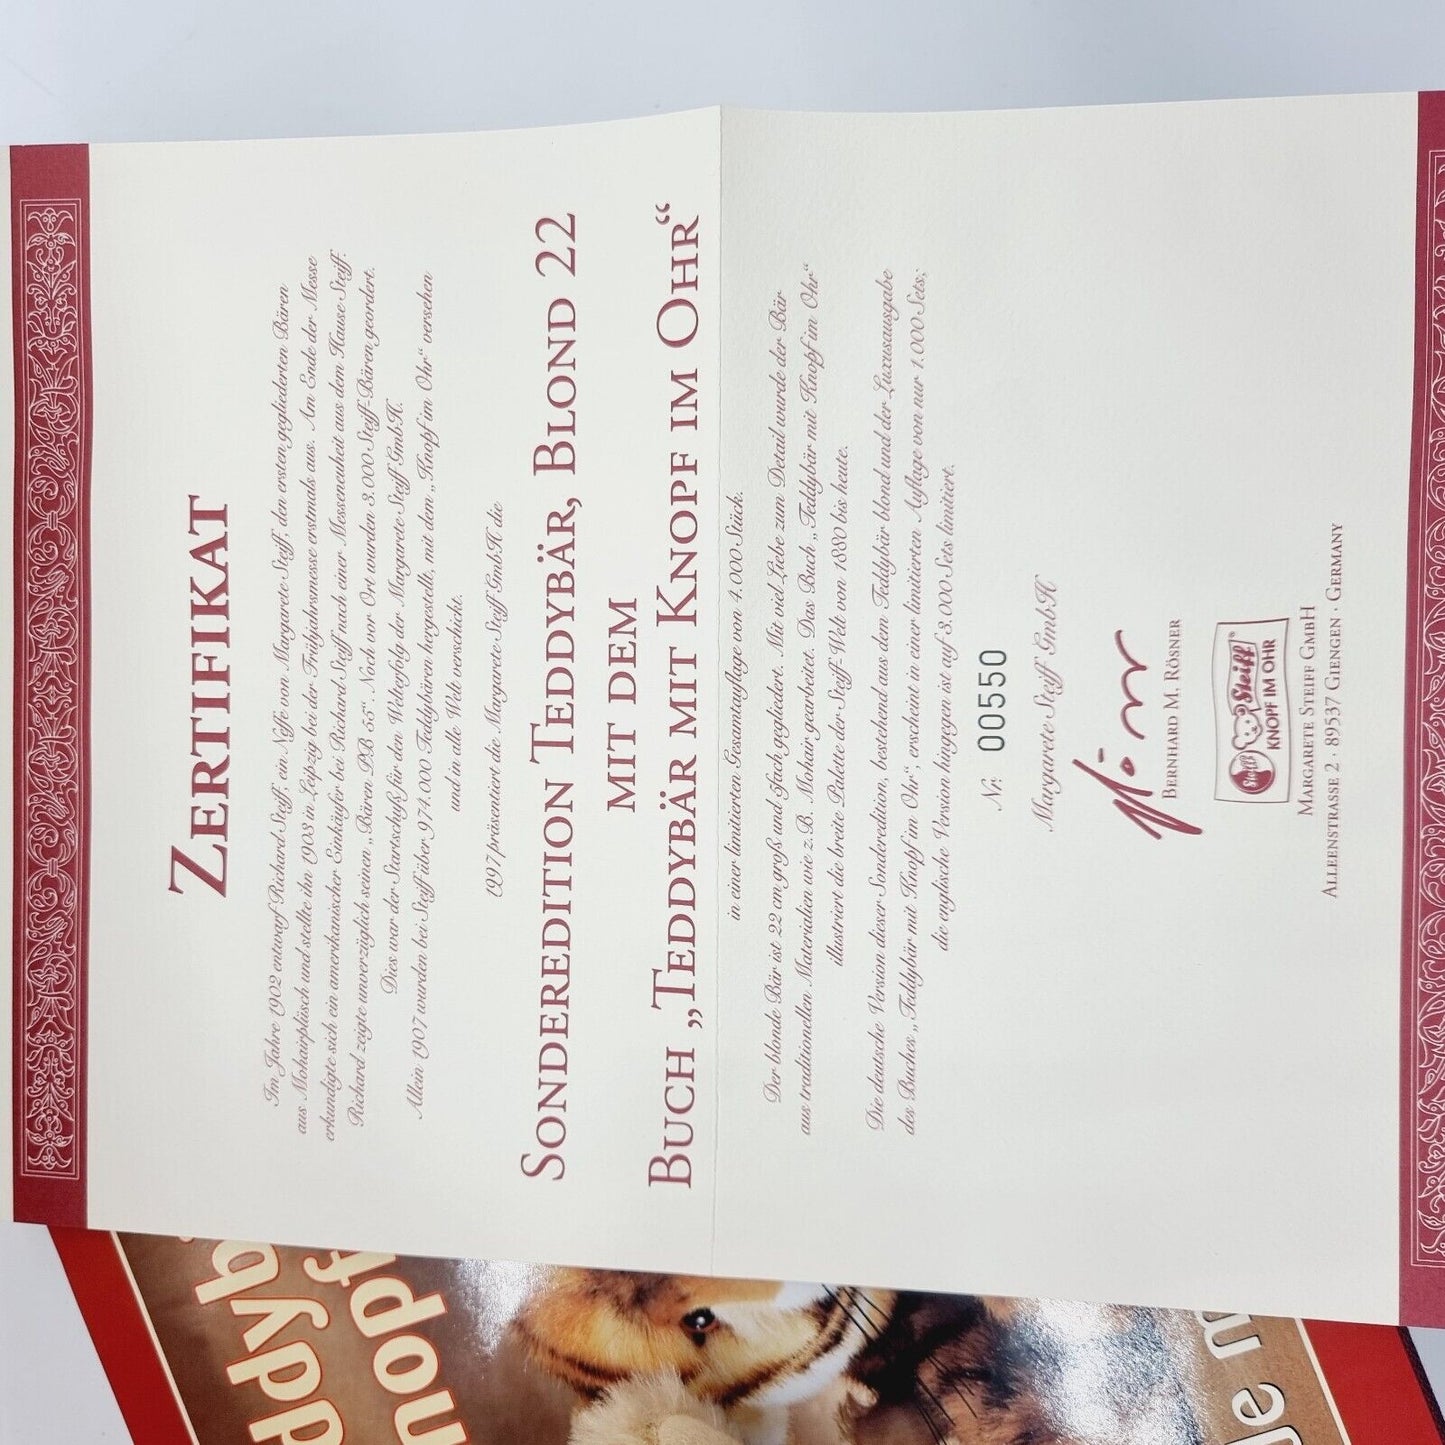 ZERTIFIKAT
Im Jahre 1902 entwarf Richard Steiff, ein Neffe von Margarete Steiff, den ersten gegliederten Bären
aus Mohairplüsch und stellte ihn 1903 in Leipzig bei der Frühjahrsmesse erstmals aus. Am Ende der Messe
erkundigte sich ein amerikanischer Einkäufer bei Richard Steiff nach einer Messeneuheit aus dem Hause Steiff.
Richard zeigte unverzüglich seinen „Bären PB 55“. Noch vor Ort wurden 3.000 Steiff-Bären geordert.
Dies war der Startschuß für den Welterfolg der Margarete Steiff GmbH.
Allein 1907 wurden bei Steiff über 974.000 Teddybären hergestellt, mit dem „Knopf im Ohr“ versehen
und in alle Welt verschickt.
1997 präsentiert die Margarete Steiff GmbH die
SONDEREDITION TEDDYBÄR, BLOND 22
MIT DEM
BUCH „TEDDYBÄR MIT KNOPF IM OHR“
in einer limitierten Gesamtauflage von 4.000 Stück.
Der blonde Bär ist 22 cm groß und 5fach gegliedert. Mit viel Liebe zum Detail wurde der Bär
aus traditionellen Materialien wie z.B. Mohair gearbeitet. Das Buch „Teddybär mit Knopf im Ohr“
illustriert die breite Palette der Steiff-Welt von 1880 bis heute.
Die deutsche Version dieser Sonderedition, bestehend aus dem Teddybär blond und der Luxusausgabe
des Buches „Teddybär mit Knopf im Ohr“, erscheint in einer limitierten Auflage von nur 1.000 Sets;
die englische Version hingegen ist auf 3.000 Sets limitiert.
Nr. 00550
Margarete Steiff GmbH
BERNHARD M. RÖSNER
Steiff Steiff®
KNOPF IM OHR
MARGARETE STEIFF GMBH
ALLEENSTRASSE 2 · 89537 GIENGEN · GERMANY